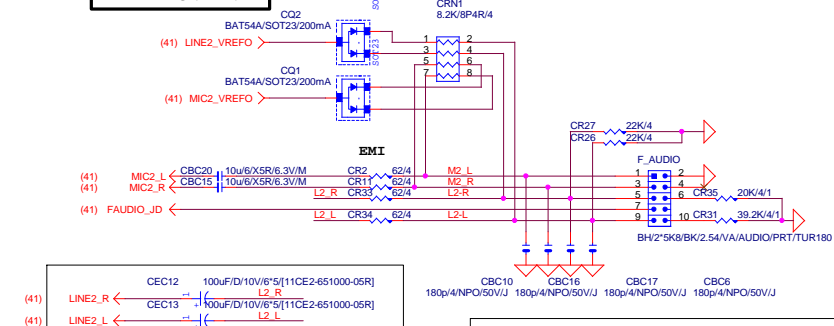 CRN1
8.2K/8P4R/4
CQ2
BAT54A/SOT23/200mA
SOT23
(41) LINE2_VREFO
1 2
3 4
5 6
7 8
CQ1
BAT54A/SOT23/200mA
(41) MIC2_VREFO
CR27 22K/4
CR26 22K/4
EMI
F_AUDIO
(41) MIC2_L CBC20 10u/6/X5R/6.3V/M CR2 62/4 M2_L 1 2
(41) MIC2_R CBC15 10u/6/X5R/6.3V/M CR11 62/4 M2_R 3 4
L2_R CR33 62/4 L2-R 5 6 CR35 20K/4/1
(41) FAUDIO_JD 7
L2_L CR34 62/4 L2-L 9 10 CR31 39.2K/4/1
BH/2*5K8/BK/2.54/VA/AUDIO/PRT/TUR180
CBC10 CBC16 CBC17 CBC6
180p/4/NPO/50V/J 180p/4/NPO/50V/J 180p/4/NPO/50V/J 180p/4/NPO/50V/J
CEC12 100uF/D/10V/6*5/[11CE2-651000-05R]
(41) LINE2_R 1 L2_R
CEC13 + 100uF/D/10V/6*5/[11CE2-651000-05R]
(41) LINE2_L 1 L2_L